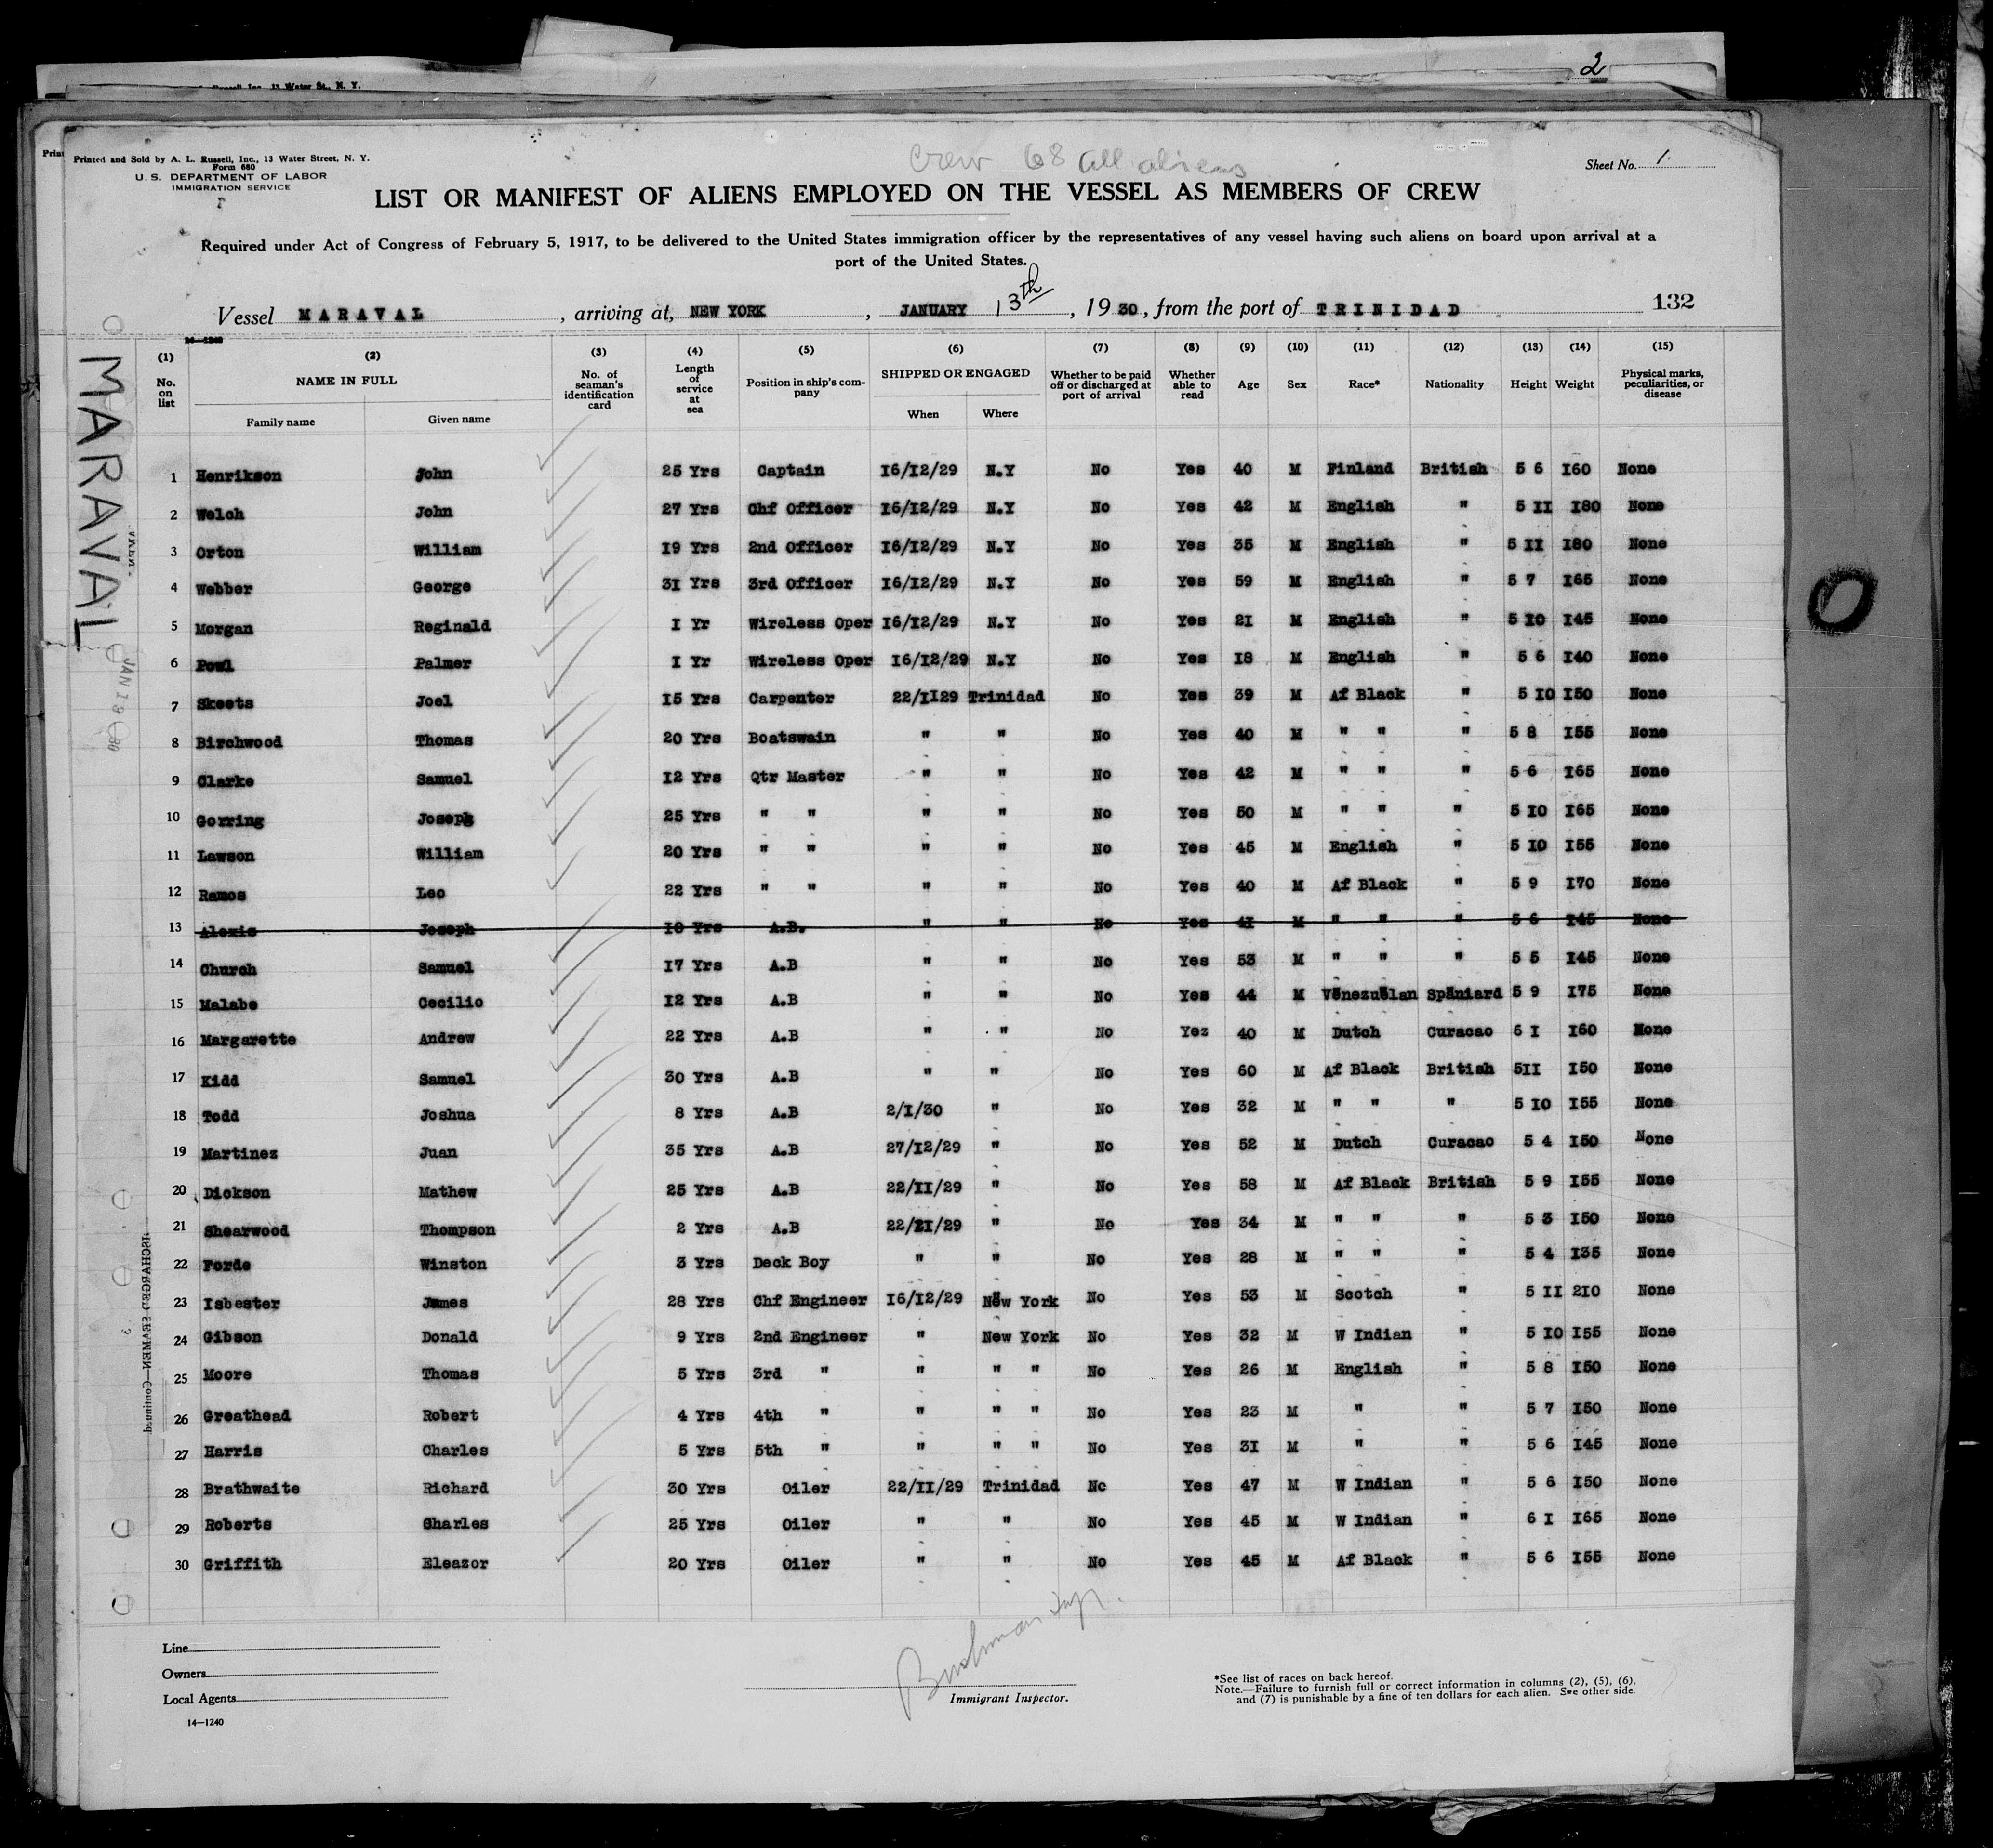 2
Russell Inc. 13 Water St., N. Y.
Printed and Sold by A. L. Russell, Inc., 13 Water Street, N. Y.
Form 680
U. S. DEPARTMENT OF LABOR
IMMIGRATION SERVICE
Crew 68 all aliens
Sheet No. 1.
LIST OR MANIFEST OF ALIENS EMPLOYED ON THE VESSEL AS MEMBERS OF CREW
Required under Act of Congress of February 5, 1917, to be delivered to the United States immigration officer by the representatives of any vessel having such aliens on board upon arrival at a
port of the United States.
Vessel MARAVAL, arriving at, NEW YORK, JANUARY 13th, 1930, from the port of TRINIDAD 132
14—1240
(1) (2) (3) (4) (5) (6) (7) (8) (9) (10) (11) (12) (13) (14) (15)
No. on list NAME IN FULL Family name Given name No. of seaman's identification card Length of service at sea Position in ship's company SHIPPED OR ENGAGED When Where Whether to be paid off or discharged at port of arrival Whether able to read Age Sex Race* Nationality Height Weight Physical marks, peculiarities, or disease
1 Henrikson John 25 Yrs Captain 16/12/29 N.Y No Yes 40 M Finland British 5 6 160 None
2 Welch John 27 Yrs Chf Officer 16/12/29 N.Y No Yes 42 M English " 5 11 180 None
3 Orton William 19 Yrs 2nd Officer 16/12/29 N.Y No Yes 35 M English " 5 11 180 None
4 Webber George 31 Yrs 3rd Officer 16/12/29 N.Y No Yes 59 M English " 5 7 165 None
5 Morgan Reginald 1 Yr Wireless Oper 16/12/29 N.Y No Yes 21 M English " 5 10 145 None
6 Powl Palmer 1 Yr Wireless Oper 16/12/29 N.Y No Yes 18 M English " 5 6 140 None
7 Skeets Joel 15 Yrs Carpenter 22/1129 Trinidad No Yes 39 M Af Black " 5 10 150 None
8 Birchwood Thomas 20 Yrs Boatswain " " No Yes 40 M " " " 5 8 155 None
9 Clarke Samuel 12 Yrs Qtr Master " " No Yes 42 M " " " 5 6 165 None
10 Gorring Joseph 25 Yrs " " " " No Yes 50 M " " " 5 10 165 None
11 Lawson William 20 Yrs " " " " No Yes 45 M English " 5 10 155 None
12 Ramos Leo 22 Yrs " " " " No Yes 40 M Af Black " 5 9 170 None
13 Alexis Joseph 10 Yrs A.B. " " No Yes 41 M " " " 5 6 145 None
14 Church Samuel 17 Yrs A.B " " No Yes 53 M " " " 5 5 145 None
15 Malabe Cecilio 12 Yrs A.B " " No Yes 44 M Venezuelan Spaniard 5 9 175 None
16 Margarette Andrew 22 Yrs A.B " " No Yez 40 M Dutch Curacao 6 1 160 None
17 Kidd Samuel 30 Yrs A.B " " No Yes 60 M Af Black British 511 150 None
18 Todd Joshua 8 Yrs A.B 2/1/30 " No Yes 32 M " " " 5 10 155 None
19 Martinez Juan 35 Yrs A.B 27/12/29 " No Yes 52 M Dutch Curacao 5 4 150 None
20 Dickson Mathew 25 Yrs A.B 22/11/29 " No Yes 58 M Af Black British 5 9 155 None
21 Shearwood Thompson 2 Yrs A.B 22/11/29 " No Yes 34 M " " " 5 3 150 None
22 Forde Winston 3 Yrs Deck Boy " " No Yes 28 M " " " 5 4 135 None
23 Isbester James 28 Yrs Chf Engineer 16/12/29 New York No Yes 53 M Scotch " 5 11 210 None
24 Gibson Donald 9 Yrs 2nd Engineer " New York No Yes 32 M W Indian " 5 10 155 None
25 Moore Thomas 5 Yrs 3rd " " " " No Yes 26 M English " 5 8 150 None
26 Greathead Robert 4 Yrs 4th " " " " No Yes 23 M " " 5 7 150 None
27 Harris Charles 5 Yrs 5th " " " " No Yes 31 M " " 5 6 145 None
28 Brathwaite Richard 30 Yrs Oiler 22/11/29 Trinidad No Yes 47 M W Indian " 5 6 150 None
29 Roberts Charles 25 Yrs Oiler " " No Yes 45 M W Indian " 6 1 165 None
30 Griffith Eleazor 20 Yrs Oiler " " No Yes 45 M Af Black " 5 6 155 None
MARAVAL
JAN 13 30
DISCHARGED SEAMEN—Continued
Line
Owners
Local Agents
14—1240
Bushman Insp.
Immigrant Inspector.
*See list of races on back hereof.
Note.—Failure to furnish full or correct information in columns (2), (5), (6),
and (7) is punishable by a fine of ten dollars for each alien. See other side.